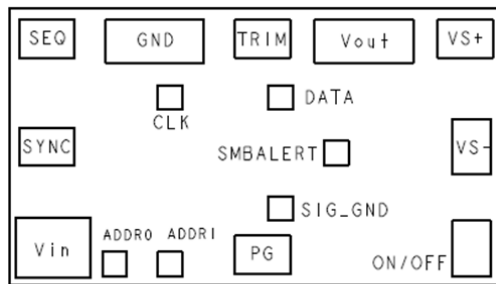 SEQ GND TRIM Vout VS+
DATA
CLK
SYNC SMBALERT VS-
SIG_GND
ADDR0 ADDR1
Vin PG ON/OFF